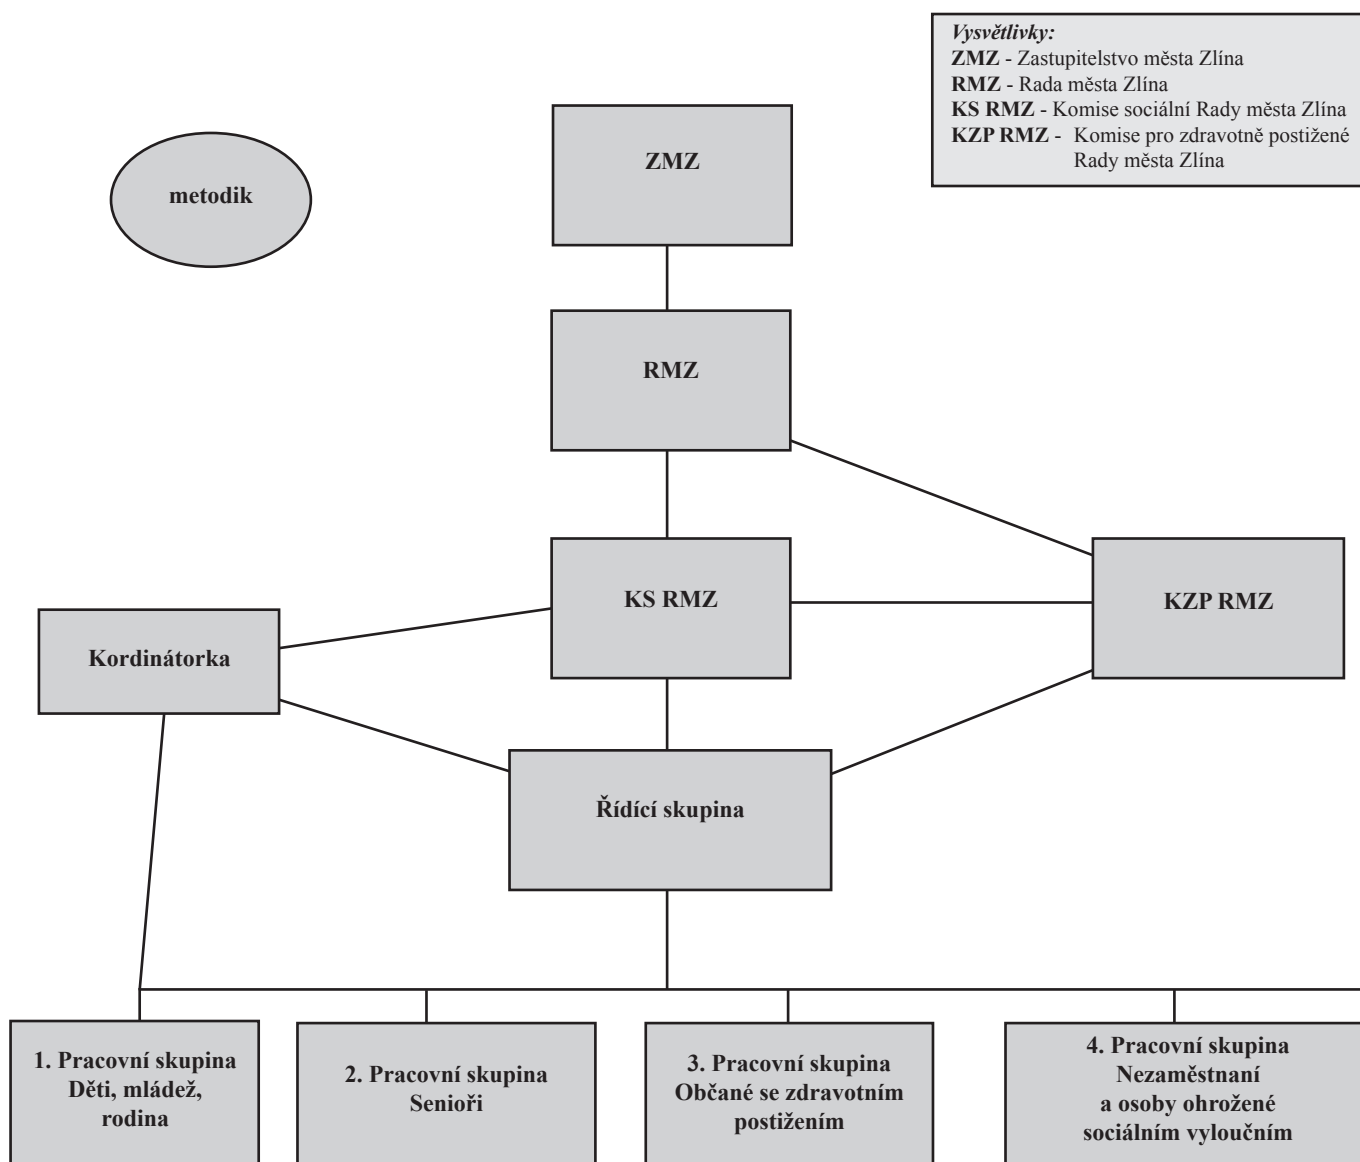 Vysvětlivky:
ZMZ - Zastupitelstvo města Zlína
RMZ - Rada města Zlína
KS RMZ - Komise sociální Rady města Zlína
KZP RMZ - Komise pro zdravotně postižené
Rady města Zlína
metodik
ZMZ
RMZ
KS RMZ
KZP RMZ
Kordinátorka
Řídící skupina
1. Pracovní skupina
Děti, mládež,
rodina
2. Pracovní skupina
Senioři
3. Pracovní skupina
Občané se zdravotním
postižením
4. Pracovní skupina
Nezaměstnaní
a osoby ohrožené
sociálním vyloučním